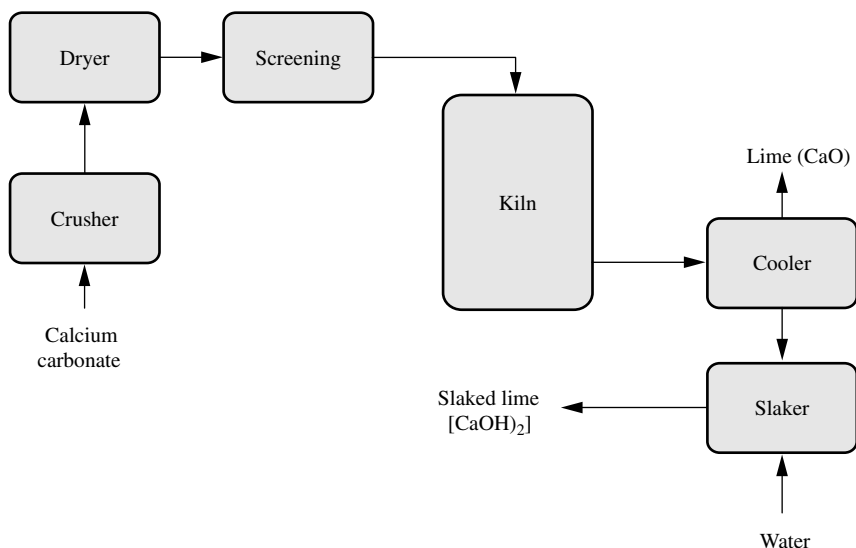 Dryer
Screening
Crusher
Calcium
carbonate
Kiln
Lime (CaO)
Cooler
Slaker
Slaked lime
[CaOH)₂]
Water